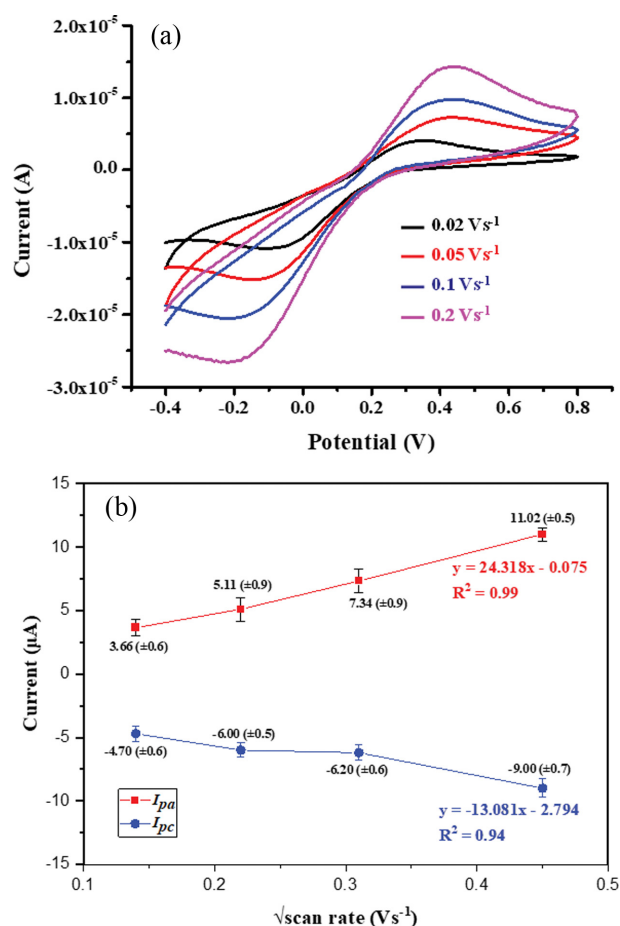 (a)
2.0x10⁻⁵
1.0x10⁻⁵
0.0
-1.0x10⁻⁵
-2.0x10⁻⁵
-3.0x10⁻⁵
Current (A)
0.02 Vs⁻¹
0.05 Vs⁻¹
0.1 Vs⁻¹
0.2 Vs⁻¹
-0.4 -0.2 0.0 0.2 0.4 0.6 0.8
Potential (V)
(b)
15
10
5
0
-5
-10
-15
Current (µA)
11.02 (±0.5)
y = 24.318x - 0.075
R² = 0.99
5.11 (±0.9)
7.34 (±0.9)
3.66 (±0.6)
-4.70 (±0.6)
-6.00 (±0.5)
-6.20 (±0.6)
-9.00 (±0.7)
y = -13.081x - 2.794
R² = 0.94
Ipa
Ipc
0.1 0.2 0.3 0.4 0.5
√scan rate (Vs⁻¹)